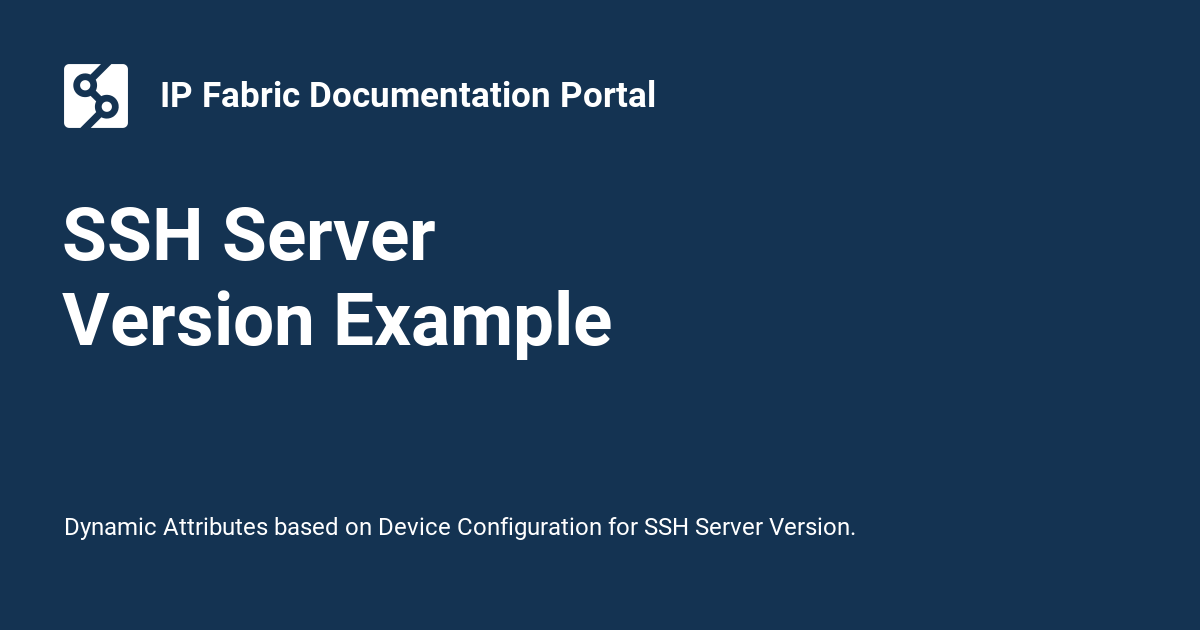 IP Fabric Documentation Portal
SSH Server
Version Example
Dynamic Attributes based on Device Configuration for SSH Server Version.